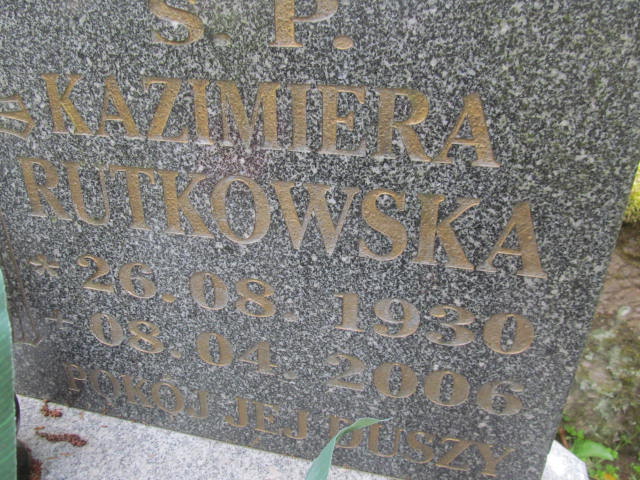 Ś. P.
KAZIMIERA
RUTKOWSKA
* 26.08. 1930
08.04. 2006
POKÓJ JEJ DUSZY